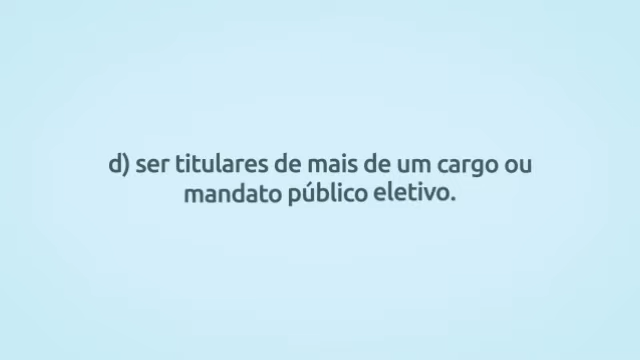 d) ser titulares de mais de um cargo ou
mandato público eletivo.